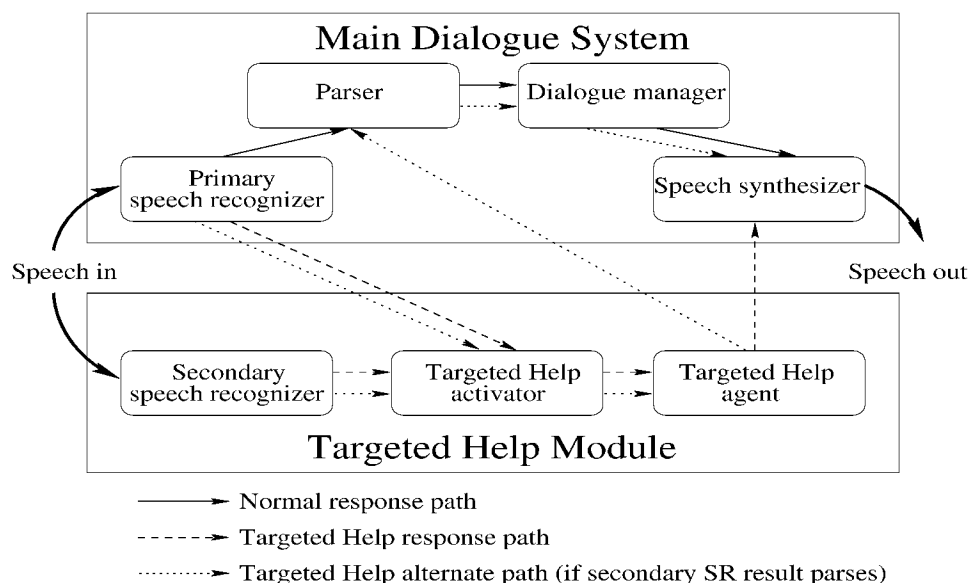 Main Dialogue System
Parser
Dialogue manager
Primary
speech recognizer
Speech synthesizer
Speech in
Speech out
Secondary
speech recognizer
Targeted Help
activator
Targeted Help
agent
Targeted Help Module
Normal response path
Targeted Help response path
Targeted Help alternate path (if secondary SR result parses)